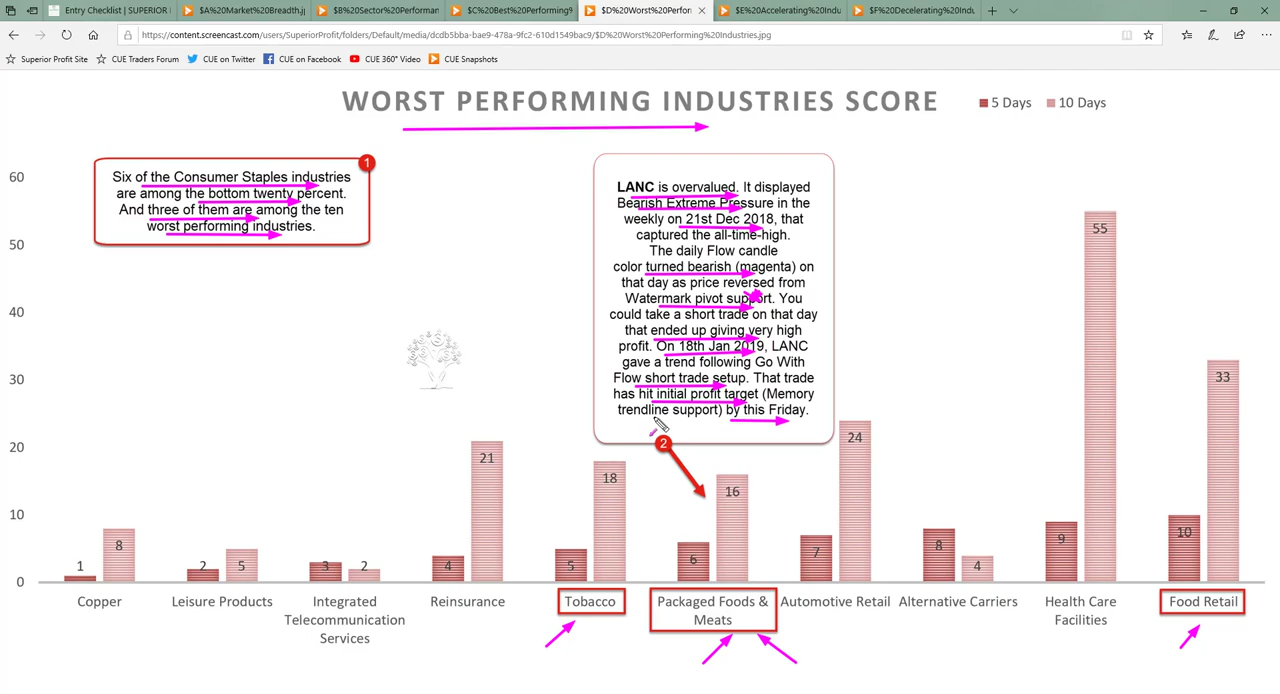 Entry Checklist | SUPERIOR
$A%20Market%20Breadth.j
$B%20Sector%20Performan
$C%20Best%20Performing%
$D%20Worst%20Perfor
$E%20Accelerating%20Indu
$F%20Decelerating%20Indu
https://content.screencast.com/users/SuperiorProfit/folders/Default/media/dcdb5bba-bae9-478a-9fc2-610d1549bac9/$D%20Worst%20Performing%20Industries.jpg
Superior Profit Site
CUE Traders Forum
CUE on Twitter
CUE on Facebook
CUE 360° Video
CUE Snapshots
WORST PERFORMING INDUSTRIES SCORE
5 Days
10 Days
1
Six of the Consumer Staples industries
are among the bottom twenty percent.
And three of them are among the ten
worst performing industries.
LANC is overvalued. It displayed
Bearish Extreme Pressure in the
weekly on 21st Dec 2018, that
captured the all-time-high.
The daily Flow candle
color turned bearish (magenta) on
that day as price reversed from
Watermark pivot support. You
could take a short trade on that day
that ended up giving very high
profit. On 18th Jan 2019, LANC
gave a trend following Go With
Flow short trade setup. That trade
has hit initial profit target (Memory
trendline support) by this Friday.
2
60
50
40
30
20
10
0
1
8
2
5
3
2
4
21
5
18
6
16
7
24
8
4
9
55
10
33
Copper
Leisure Products
Integrated
Telecommunication
Services
Reinsurance
Tobacco
Packaged Foods &
Meats
Automotive Retail
Alternative Carriers
Health Care
Facilities
Food Retail